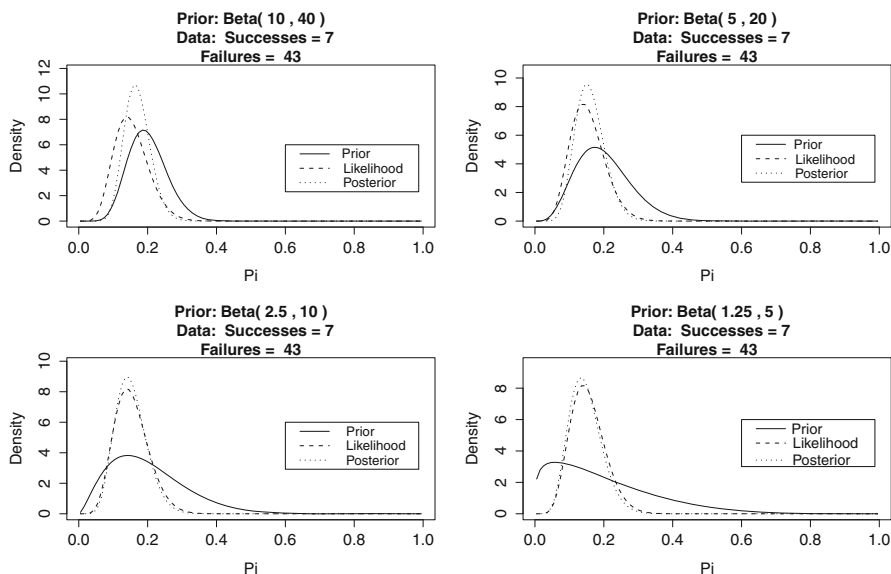 Prior: Beta( 10 , 40 )
Data: Successes = 7
Failures = 43
Density
12
10
8
6
4
2
0
Prior
Likelihood
Posterior
0.0 0.2 0.4 0.6 0.8 1.0
Pi
Prior: Beta( 5 , 20 )
Data: Successes = 7
Failures = 43
Density
10
8
6
4
2
0
Prior
Likelihood
Posterior
0.0 0.2 0.4 0.6 0.8 1.0
Pi
Prior: Beta( 2.5 , 10 )
Data: Successes = 7
Failures = 43
Density
10
8
6
4
2
0
Prior
Likelihood
Posterior
0.0 0.2 0.4 0.6 0.8 1.0
Pi
Prior: Beta( 1.25 , 5 )
Data: Successes = 7
Failures = 43
Density
8
6
4
2
0
Prior
Likelihood
Posterior
0.0 0.2 0.4 0.6 0.8 1.0
Pi